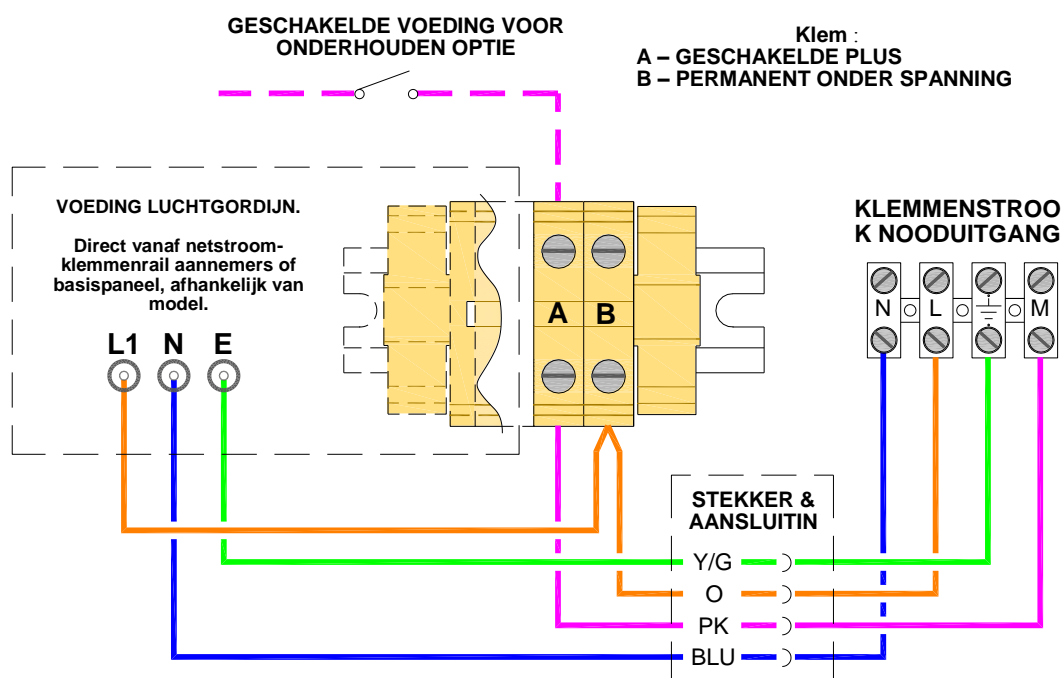 GESCHAKELDE VOEDING VOOR
ONDERHOUDEN OPTIE
Klem :
A – GESCHAKELDE PLUS
B – PERMANENT ONDER SPANNING
VOEDING LUCHTGORDIJN.
Direct vanaf netstroom-
klemmenrail aannemers of
basispaneel, afhankelijk van
model.
L1 N E
A B
KLEMMENSTROO
K NOODUITGANG
N L M
STEKKER &
AANSLUITIN
Y/G
O
PK
BLU